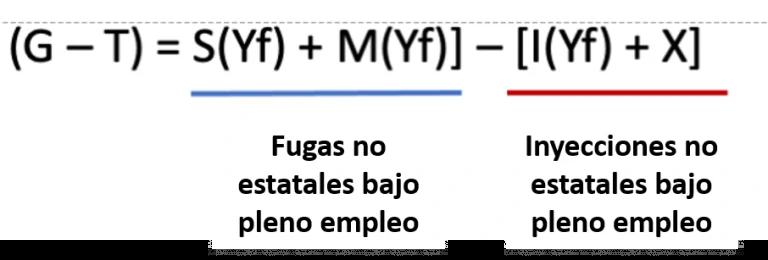 (G – T) = S(Yf) + M(Yf)] – [I(Yf) + X]
Fugas no
estatales bajo
pleno empleo
Inyecciones no
estatales bajo
pleno empleo